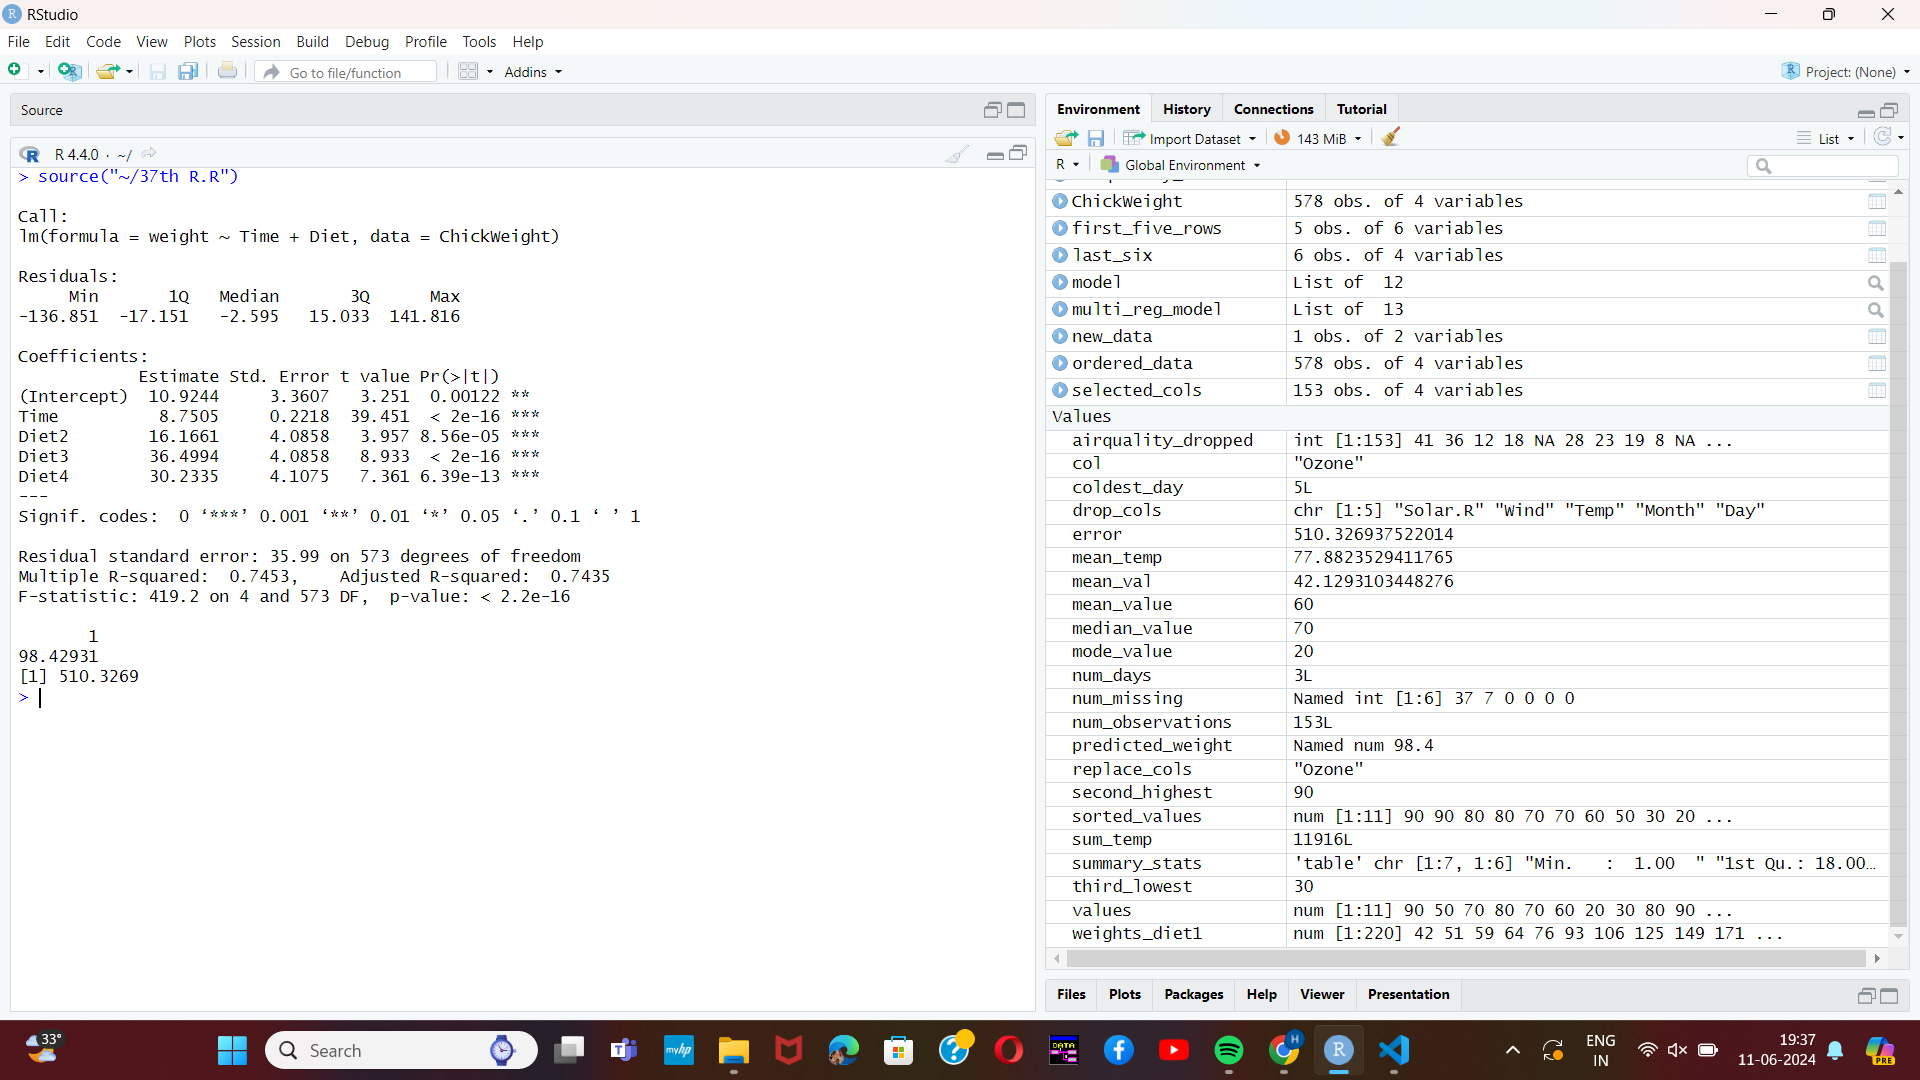 RStudio
File Edit Code View Plots Session Build Debug Profile Tools Help
Go to file/function
Addins
Project: (None)
Source
R 4.4.0 · ~/
> source("~/37th R.R")
Call:
lm(formula = weight ~ Time + Diet, data = ChickWeight)
Residuals:
Min 1Q Median 3Q Max
-136.851 -17.151 -2.595 15.033 141.816
Coefficients:
Estimate Std. Error t value Pr(>|t|)
(Intercept) 10.9244 3.3607 3.251 0.00122 **
Time 8.7505 0.2218 39.451 < 2e-16 ***
Diet2 16.1661 4.0858 3.957 8.56e-05 ***
Diet3 36.4994 4.0858 8.933 < 2e-16 ***
Diet4 30.2335 4.1075 7.361 6.39e-13 ***
---
Signif. codes: 0 ‘***’ 0.001 ‘**’ 0.01 ‘*’ 0.05 ‘.’ 0.1 ‘ ’ 1
Residual standard error: 35.99 on 573 degrees of freedom
Multiple R-squared: 0.7453, Adjusted R-squared: 0.7435
F-statistic: 419.2 on 4 and 573 DF, p-value: < 2.2e-16
1
98.42931
[1] 510.3269
>
Environment History Connections Tutorial
Import Dataset 143 MiB List
R Global Environment
ChickWeight 578 obs. of 4 variables
first_five_rows 5 obs. of 6 variables
last_six 6 obs. of 4 variables
model List of 12
multi_reg_model List of 13
new_data 1 obs. of 2 variables
ordered_data 578 obs. of 4 variables
selected_cols 153 obs. of 4 variables
Values
airquality_dropped int [1:153] 41 36 12 18 NA 28 23 19 8 NA ...
col "Ozone"
coldest_day 5L
drop_cols chr [1:5] "Solar.R" "Wind" "Temp" "Month" "Day"
error 510.326937522014
mean_temp 77.8823529411765
mean_val 42.1293103448276
mean_value 60
median_value 70
mode_value 20
num_days 3L
num_missing Named int [1:6] 37 7 0 0 0 0
num_observations 153L
predicted_weight Named num 98.4
replace_cols "Ozone"
second_highest 90
sorted_values num [1:11] 90 90 80 80 70 70 60 50 30 20 ...
sum_temp 11916L
summary_stats 'table' chr [1:7, 1:6] "Min. : 1.00 " "1st Qu.: 18.00…
third_lowest 30
values num [1:11] 90 50 70 80 70 60 20 30 80 90 ...
weights_diet1 num [1:220] 42 51 59 64 76 93 106 125 149 171 ...
Files Plots Packages Help Viewer Presentation
33°
Search
myhp
DATA
H
R
ENG
IN
19:37
11-06-2024
PRE